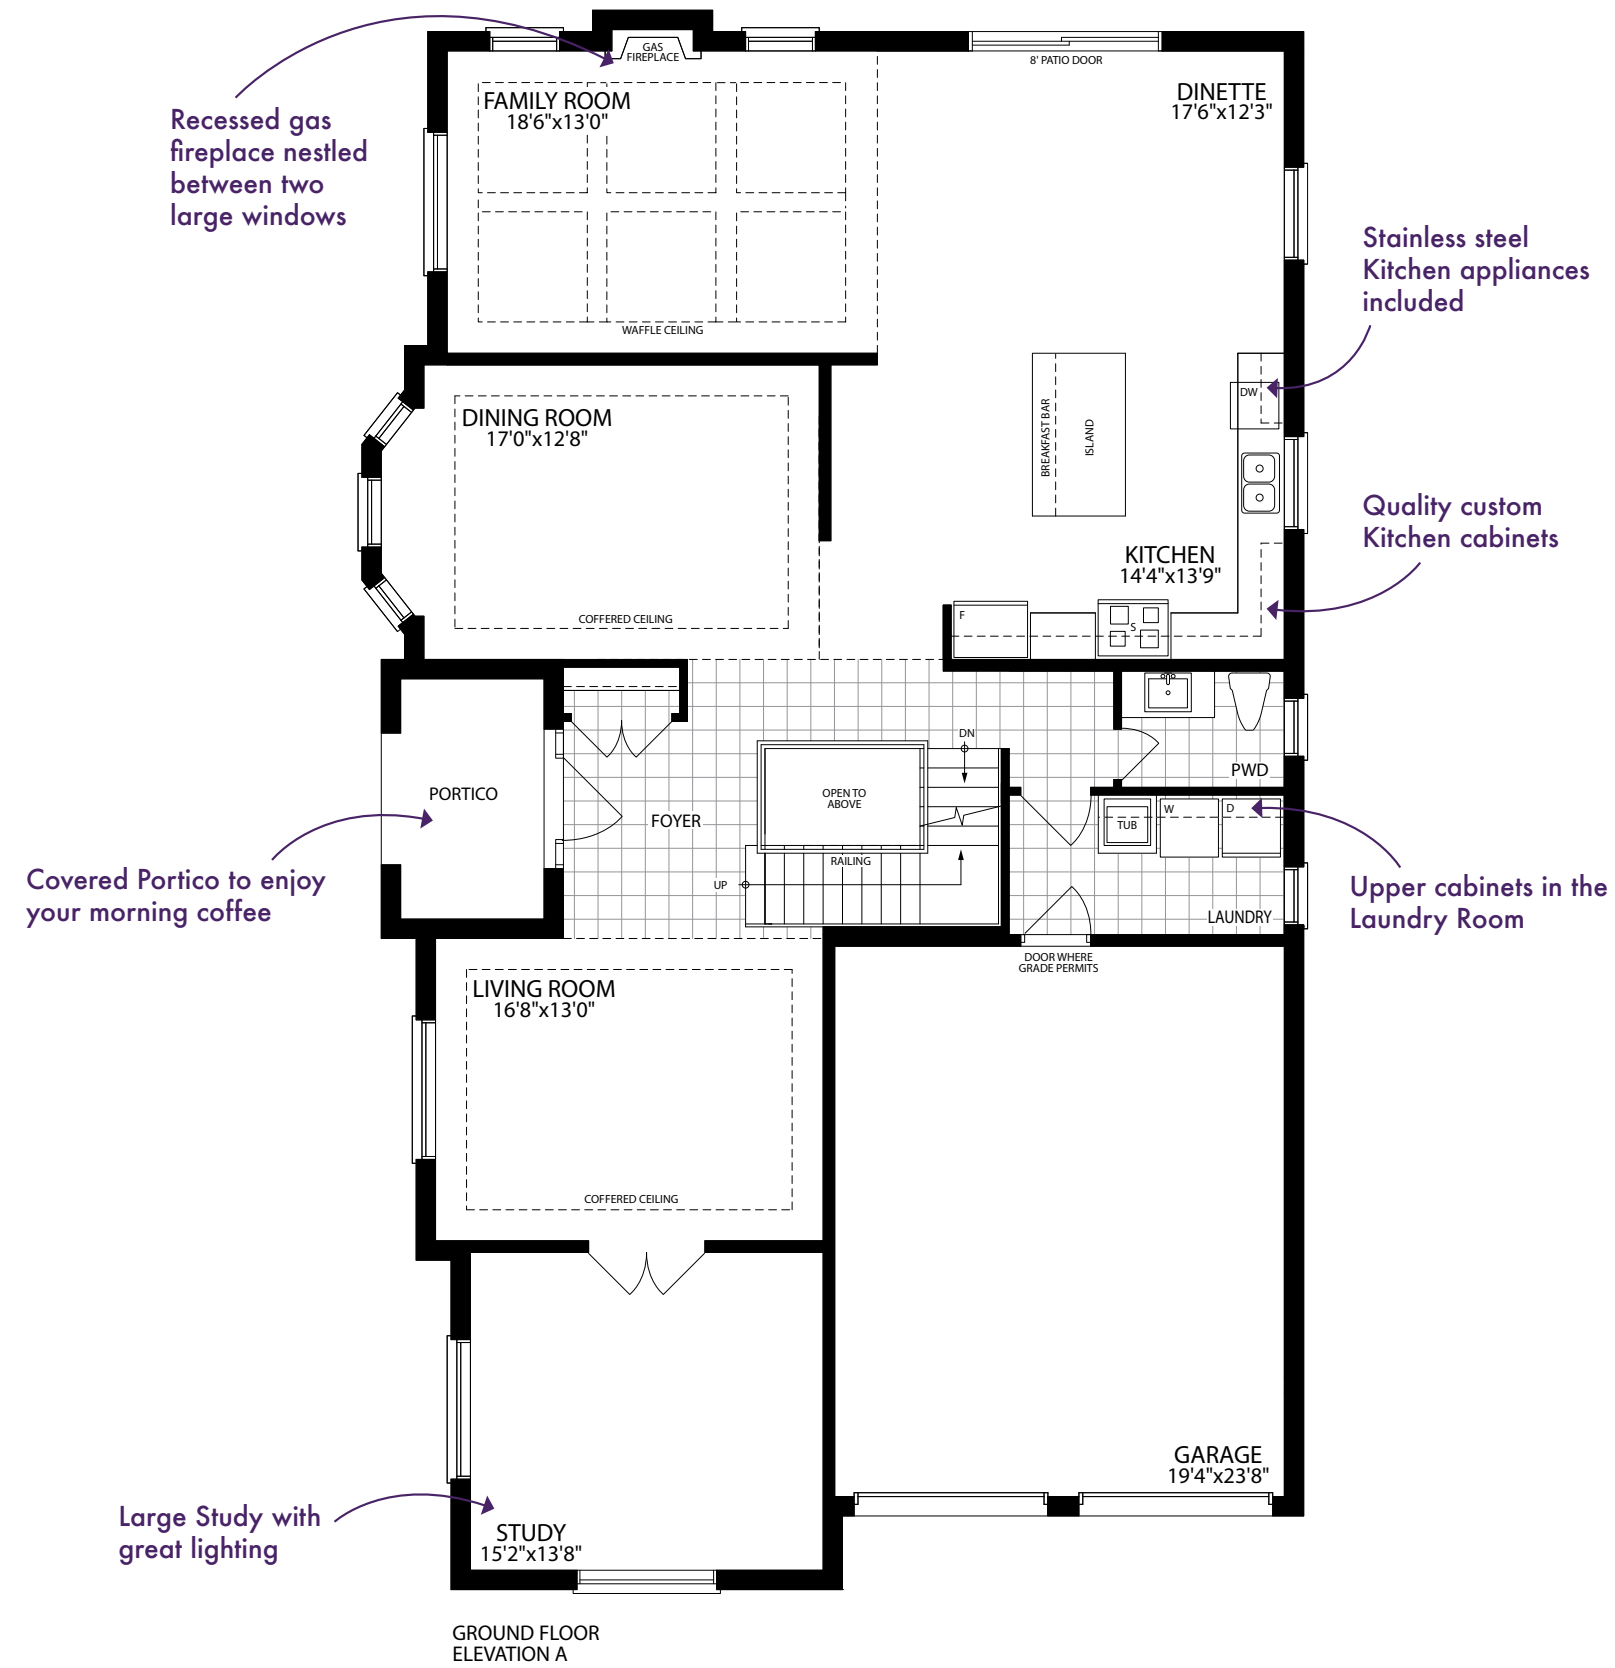 GAS
FIREPLACE
8' PATIO DOOR
FAMILY ROOM
18'6"x13'0"
DINETTE
17'6"x12'3"
Recessed gas
fireplace nestled
between two
large windows
WAFFLE CEILING
Stainless steel
Kitchen appliances
included
DINING ROOM
17'0"x12'8"
COFFERED CEILING
BREAKFAST BAR
ISLAND
DW
KITCHEN
14'4"x13'9"
Quality custom
Kitchen cabinets
F
S
PORTICO
FOYER
OPEN TO
ABOVE
RAILING
DN
UP
PWD
TUB
W
D
LAUNDRY
DOOR WHERE
GRADE PERMITS
Covered Portico to enjoy
your morning coffee
Upper cabinets in the
Laundry Room
LIVING ROOM
16'8"x13'0"
COFFERED CEILING
GARAGE
19'4"x23'8"
Large Study with
great lighting
STUDY
15'2"x13'8"
GROUND FLOOR
ELEVATION A